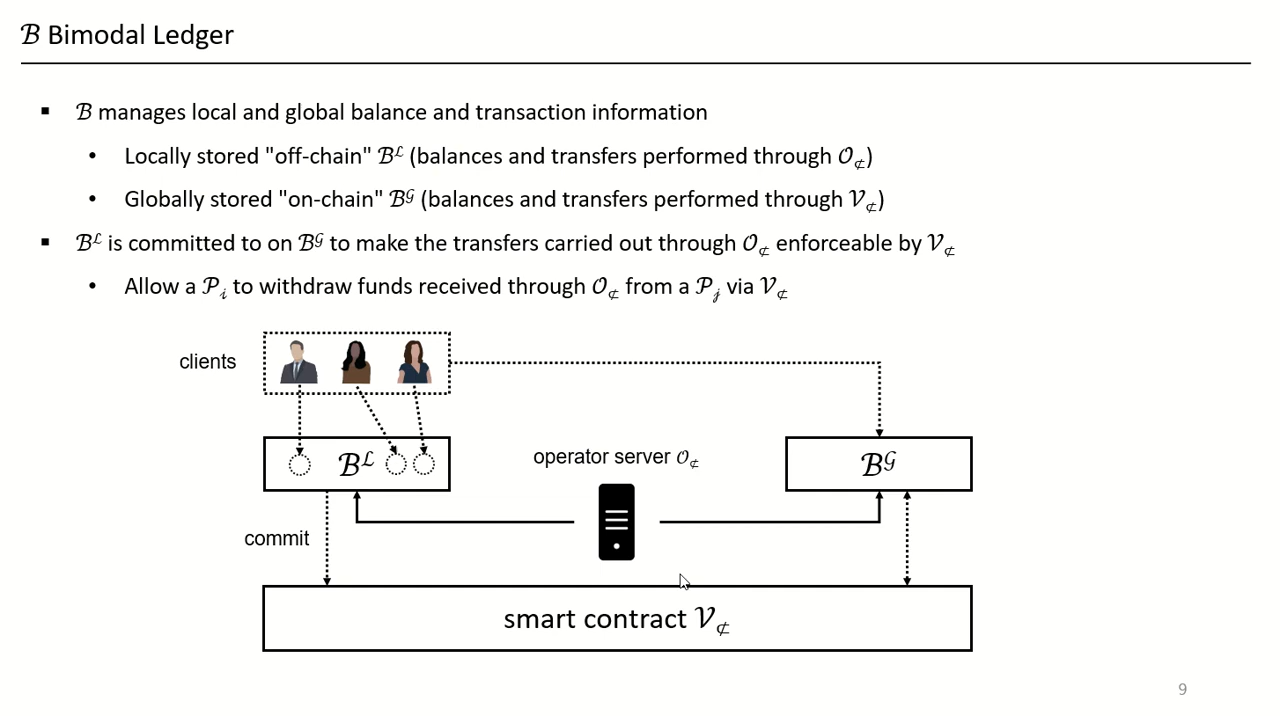 ℬ Bimodal Ledger
▪ ℬ manages local and global balance and transaction information
• Locally stored "off-chain" ℬ^ℒ (balances and transfers performed through 𝒪_⊄)
• Globally stored "on-chain" ℬ^𝒢 (balances and transfers performed through 𝒱_⊄)
▪ ℬ^ℒ is committed to on ℬ^𝒢 to make the transfers carried out through 𝒪_⊄ enforceable by 𝒱_⊄
• Allow a 𝒫_𝒾 to withdraw funds received through 𝒪_⊄ from a 𝒫_𝒿 via 𝒱_⊄
clients
ℬ^ℒ
operator server 𝒪_⊄
ℬ^𝒢
commit
smart contract 𝒱_⊄
9